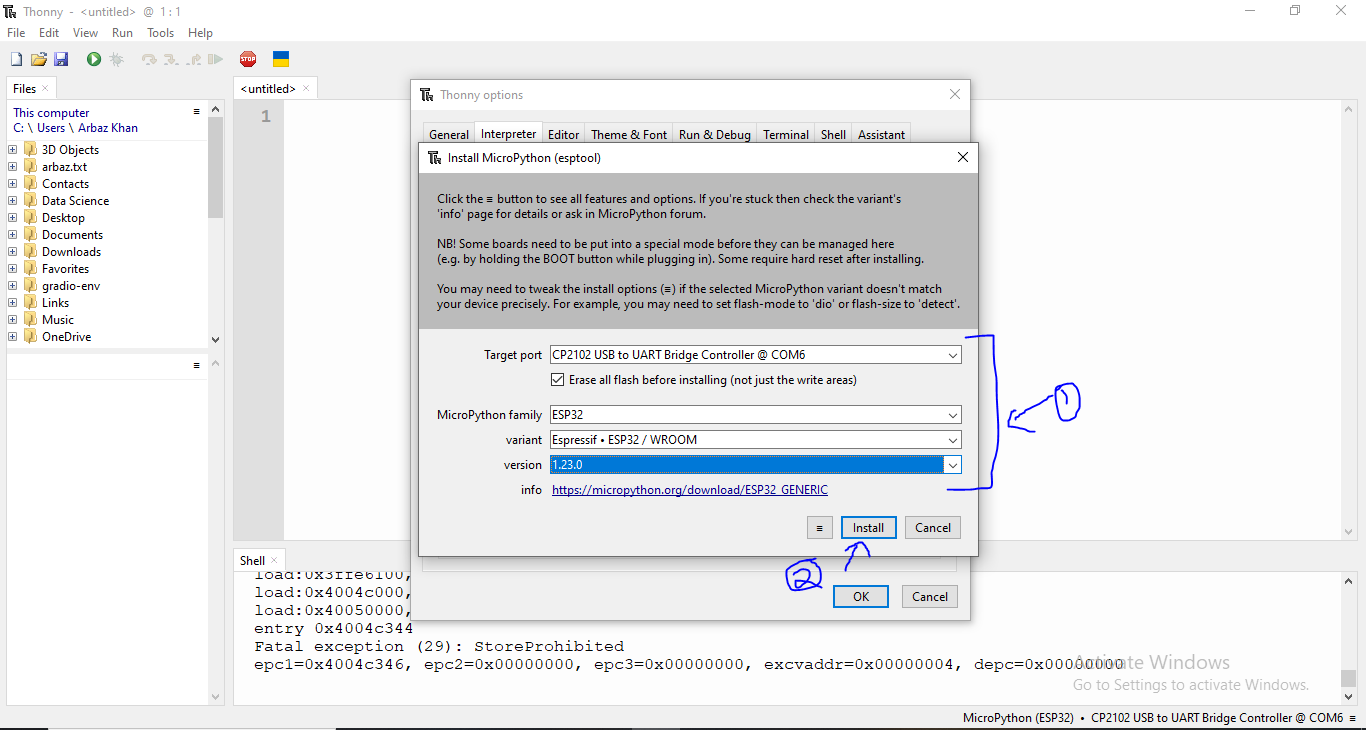 Thonny - <untitled> @ 1:1
File Edit View Run Tools Help
STOP
Files ×
This computer
C: \ Users \ Arbaz Khan
3D Objects
arbaz.txt
Contacts
Data Science
Desktop
Documents
Downloads
Favorites
gradio-env
Links
Music
OneDrive
<untitled> ×
1
Thonny options
General Interpreter Editor Theme & Font Run & Debug Terminal Shell Assistant
Install MicroPython (esptool)
Click the ≡ button to see all features and options. If you're stuck then check the variant's
'info' page for details or ask in MicroPython forum.
NB! Some boards need to be put into a special mode before they can be managed here
(e.g. by holding the BOOT button while plugging in). Some require hard reset after installing.
You may need to tweak the install options (≡) if the selected MicroPython variant doesn't match
your device precisely. For example, you may need to set flash-mode to 'dio' or flash-size to 'detect'.
Target port CP2102 USB to UART Bridge Controller @ COM6
Erase all flash before installing (not just the write areas)
MicroPython family ESP32
variant Espressif • ESP32 / WROOM
version 1.23.0
info https://micropython.org/download/ESP32_GENERIC
≡ Install Cancel
1
2
OK Cancel
Shell ×
load:0x3ffe6100,
load:0x4004c000,
load:0x40050000,
entry 0x4004c344
Fatal exception (29): StoreProhibited
epc1=0x4004c346, epc2=0x00000000, epc3=0x00000000, excvaddr=0x00000004, depc=0x00000000
Activate Windows
Go to Settings to activate Windows.
MicroPython (ESP32) • CP2102 USB to UART Bridge Controller @ COM6 ≡